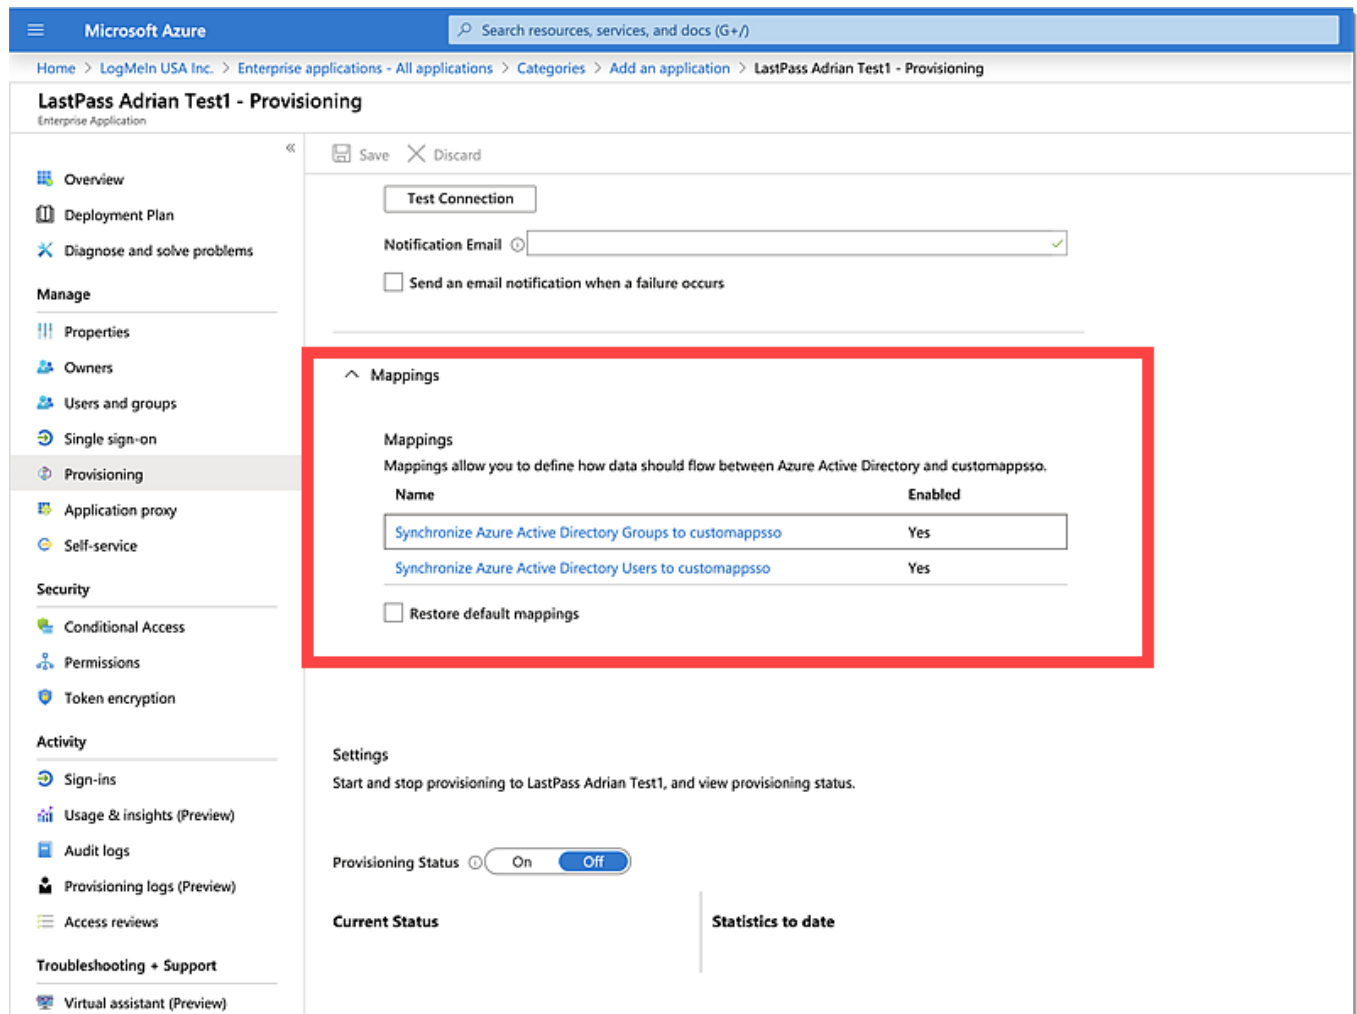 Microsoft Azure
Search resources, services, and docs (G+/)
Home > LogMeIn USA Inc. > Enterprise applications - All applications > Categories > Add an application > LastPass Adrian Test1 - Provisioning
LastPass Adrian Test1 - Provisioning
Enterprise Application
«
Save Discard
Overview
Deployment Plan
Diagnose and solve problems
Manage
Properties
Owners
Users and groups
Single sign-on
Provisioning
Application proxy
Self-service
Security
Conditional Access
Permissions
Token encryption
Activity
Sign-ins
Usage & insights (Preview)
Audit logs
Provisioning logs (Preview)
Access reviews
Troubleshooting + Support
Virtual assistant (Preview)
Test Connection
Notification Email
Send an email notification when a failure occurs
Mappings
Mappings
Mappings allow you to define how data should flow between Azure Active Directory and customappsso.
Name Enabled
Synchronize Azure Active Directory Groups to customappsso Yes
Synchronize Azure Active Directory Users to customappsso Yes
Restore default mappings
Settings
Start and stop provisioning to LastPass Adrian Test1, and view provisioning status.
Provisioning Status On Off
Current Status Statistics to date